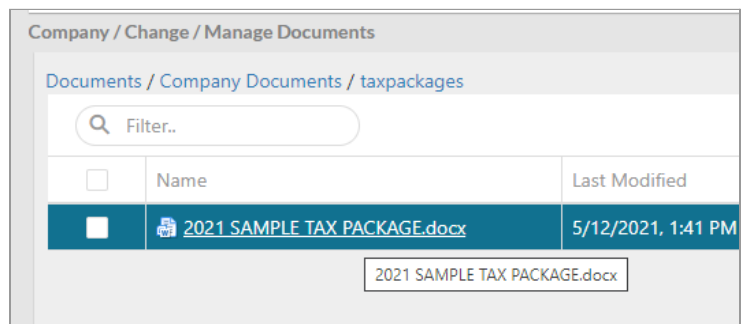 Company / Change / Manage Documents
Documents / Company Documents / taxpackages
Filter..
Name Last Modified
2021 SAMPLE TAX PACKAGE.docx 5/12/2021, 1:41 PM
2021 SAMPLE TAX PACKAGE.docx